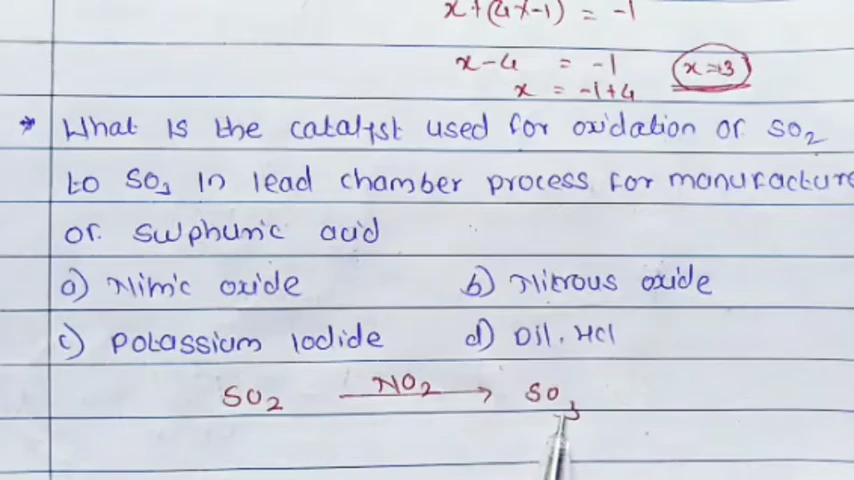 x+(4x-1) = -1
x-4 = -1 x=+3
x = -1+4
* What is the catalyst used for oxidation of SO2
to SO3 in lead chamber process for manufacture
of sulphuric acid
a) Nitric oxide b) Nitrous oxide
c) Potassium Iodide d) Dil. HCl
SO2 NO2→ SO3